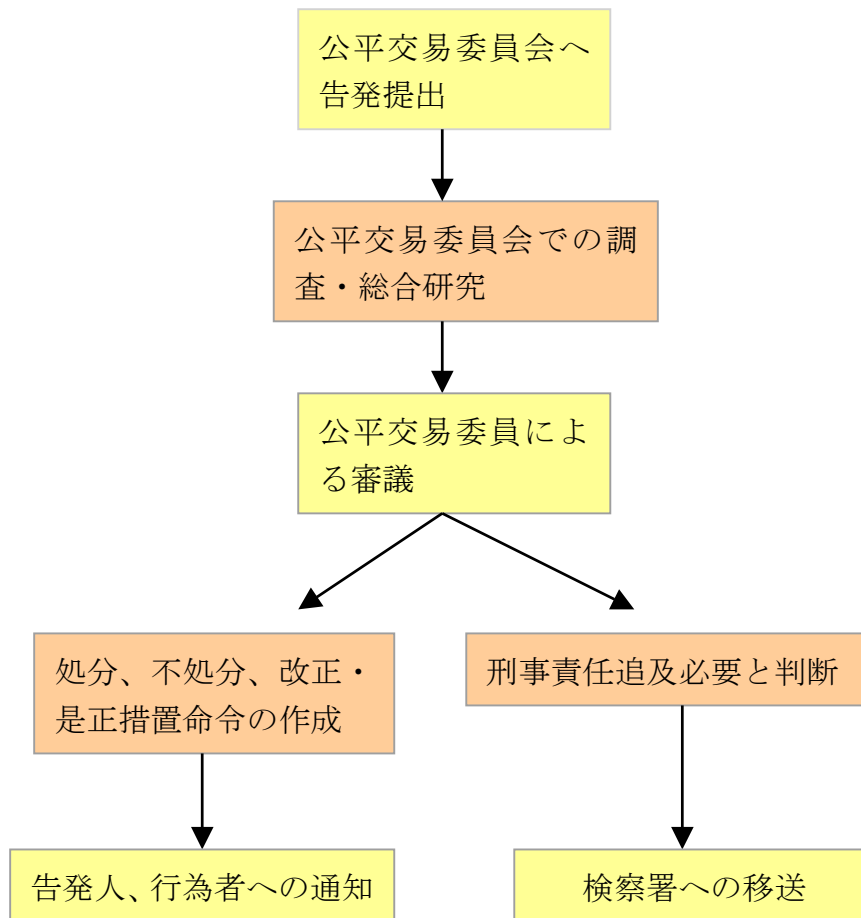 公平交易委員会へ
告発提出
公平交易委員会での調
査・総合研究
公平交易委員によ
る審議
処分、不処分、改正・
是正措置命令の作成
刑事責任追及必要と判断
告発人、行為者への通知
検察署への移送